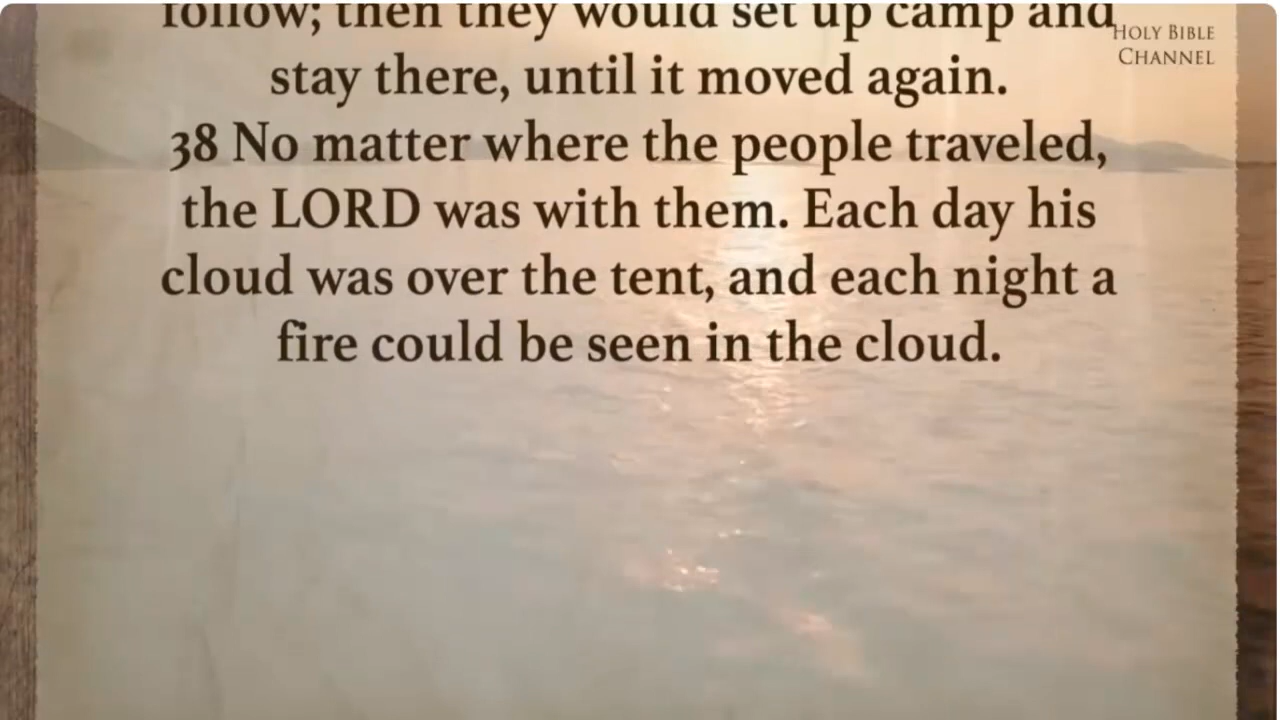 follow; then they would set up camp and
HOLY BIBLE
CHANNEL
stay there, until it moved again.
38 No matter where the people traveled,
the LORD was with them. Each day his
cloud was over the tent, and each night a
fire could be seen in the cloud.